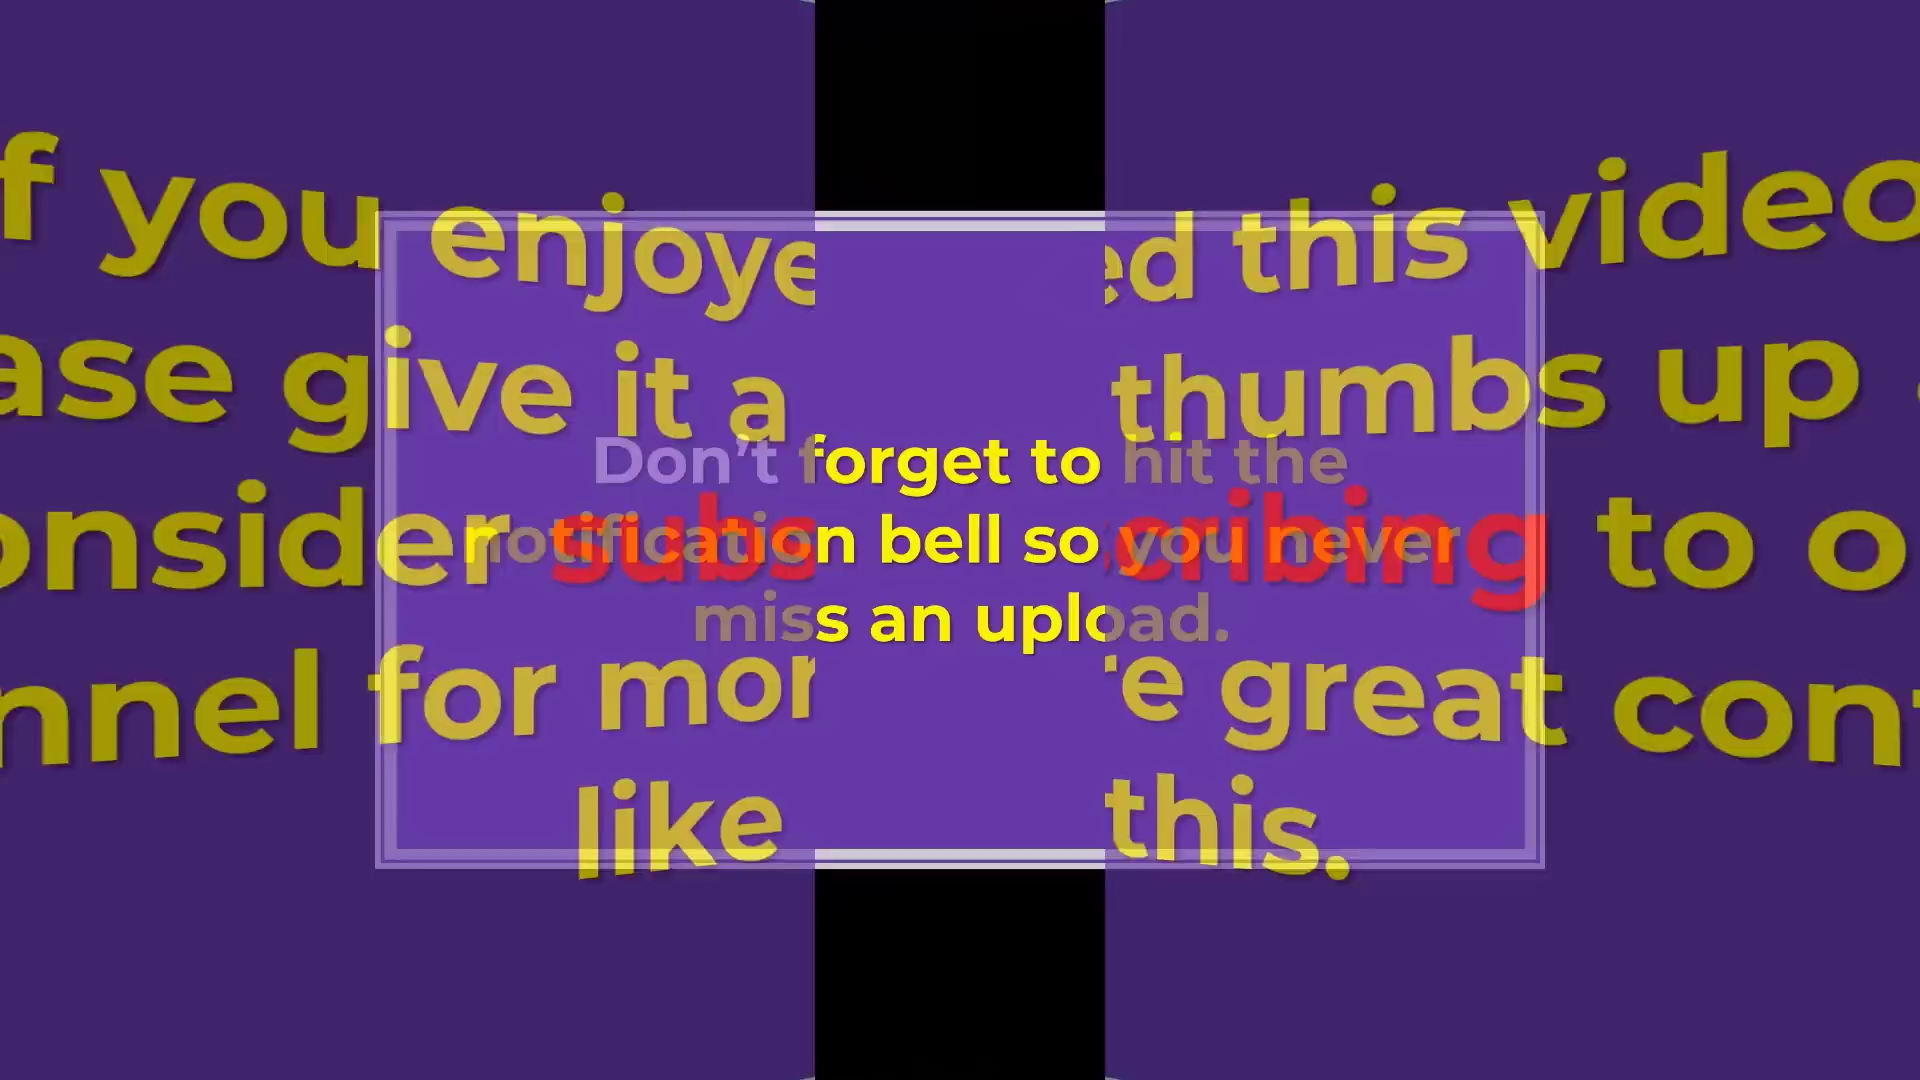 f you enjoyed this video
ase give it a thumbs up
onsider subscribing to o
nnel for more great cont
like this.
Don't forget to hit the
notification bell so you never
miss an upload.